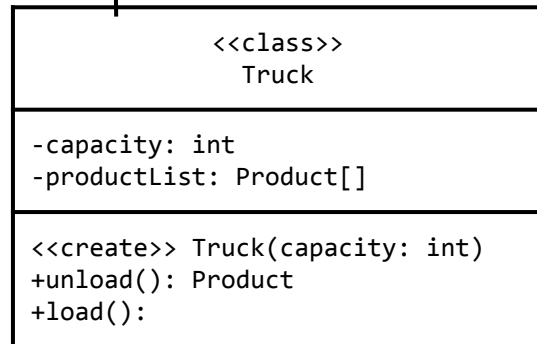 <<class>>
Truck
-capacity: int
-productList: Product[]
<<create>> Truck(capacity: int)
+unload(): Product
+load():